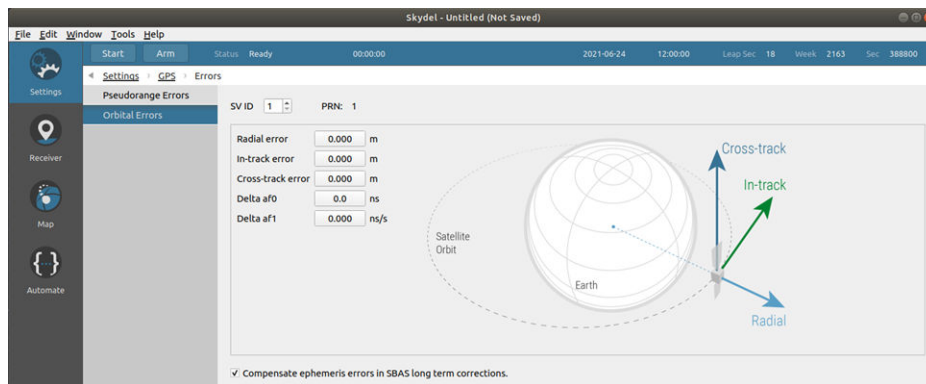 Skydel - Untitled (Not Saved)
File Edit Window Tools Help
Start Arm Status Ready 00:00:00 2021-06-24 12:00:00 Leap Sec 18 Week 2163 Sec 388800
Settings GPS Errors
Settings
Receiver
Map
Automate
Pseudorange Errors
Orbital Errors
SV ID 1 PRN: 1
Radial error 0.000 m
In-track error 0.000 m
Cross-track error 0.000 m
Delta af0 0.0 ns
Delta af1 0.000 ns/s
Cross-track
In-track
Satellite
Orbit
Earth
Radial
Compensate ephemeris errors in SBAS long term corrections.